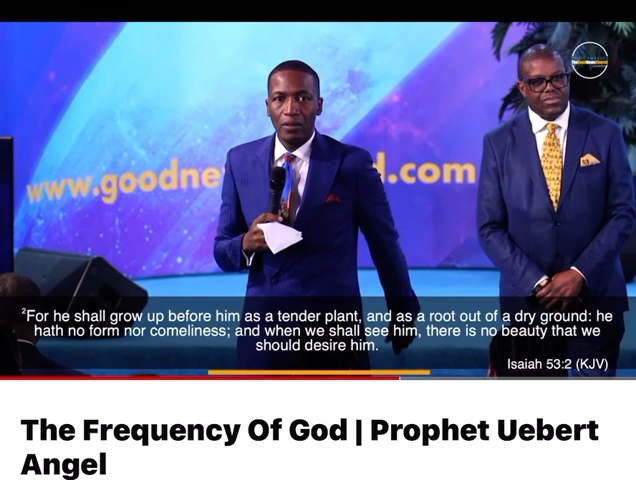 www.goodne d.com
²For he shall grow up before him as a tender plant, and as a root out of a dry ground: he
hath no form nor comeliness; and when we shall see him, there is no beauty that we
should desire him.
Isaiah 53:2 (KJV)
The Frequency Of God | Prophet Uebert
Angel